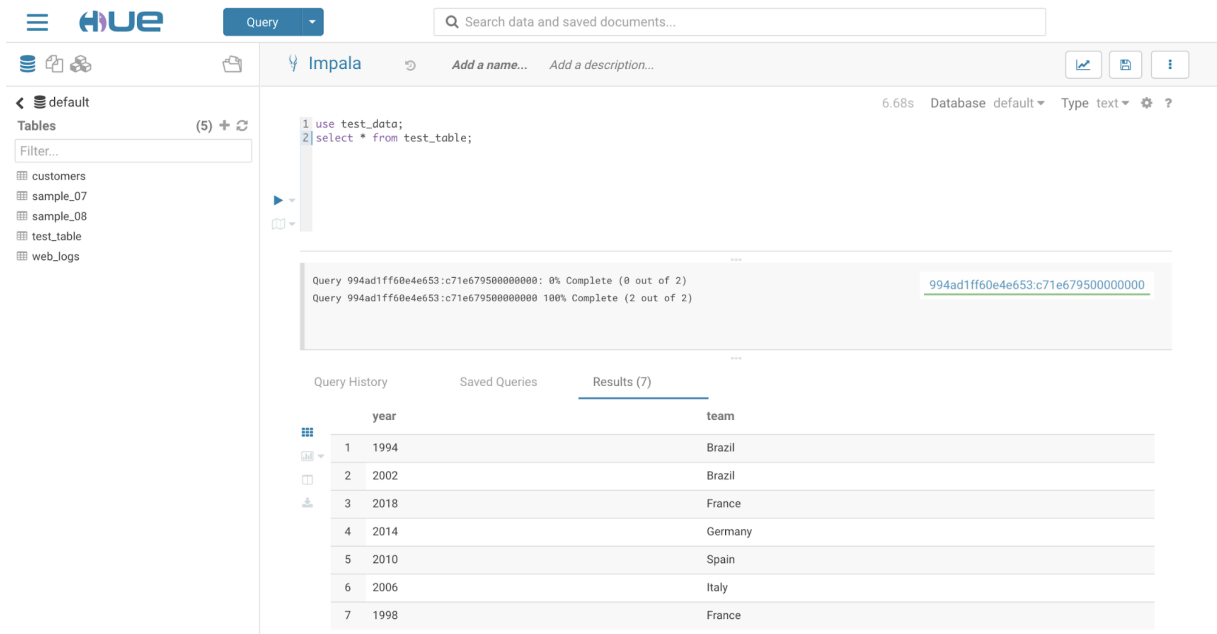 HUE
Query
Search data and saved documents...
Impala
Add a name...
Add a description...
default
Tables
(5)
Filter...
customers
sample_07
sample_08
test_table
web_logs
6.68s Database default Type text ?
1 use test_data;
2 select * from test_table;
Query 994ad1ff60e4e653:c71e679500000000: 0% Complete (0 out of 2)
Query 994ad1ff60e4e653:c71e679500000000 100% Complete (2 out of 2)
994ad1ff60e4e653:c71e679500000000
Query History Saved Queries Results (7)
year team
1 1994 Brazil
2 2002 Brazil
3 2018 France
4 2014 Germany
5 2010 Spain
6 2006 Italy
7 1998 France